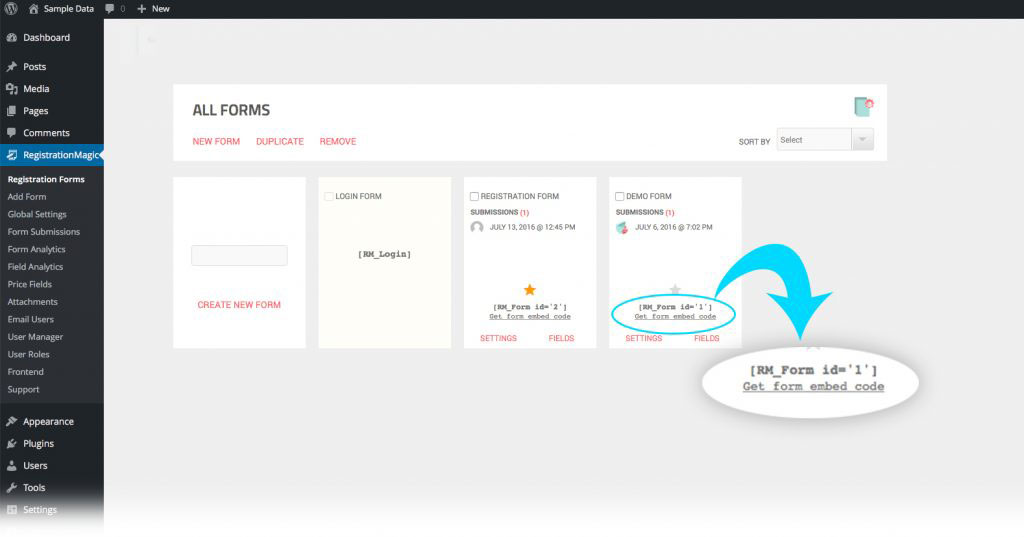 Sample Data 0 + New
Dashboard
Posts
Media
Pages
Comments
RegistrationMagic
Registration Forms
Add Form
Global Settings
Form Submissions
Form Analytics
Field Analytics
Price Fields
Attachments
Email Users
User Manager
User Roles
Frontend
Support
Appearance
Plugins
Users
Tools
Settings
ALL FORMS
NEW FORM DUPLICATE REMOVE
SORT BY Select
CREATE NEW FORM
LOGIN FORM
[RM_Login]
REGISTRATION FORM
SUBMISSIONS (1)
JULY 13, 2016 @ 12:45 PM
[RM_Form id='2']
Get form embed code
SETTINGS FIELDS
DEMO FORM
SUBMISSIONS (1)
JULY 6, 2016 @ 7:02 PM
[RM_Form id='1']
Get form embed code
SETTINGS FIELDS
[RM_Form id='1']
Get form embed code